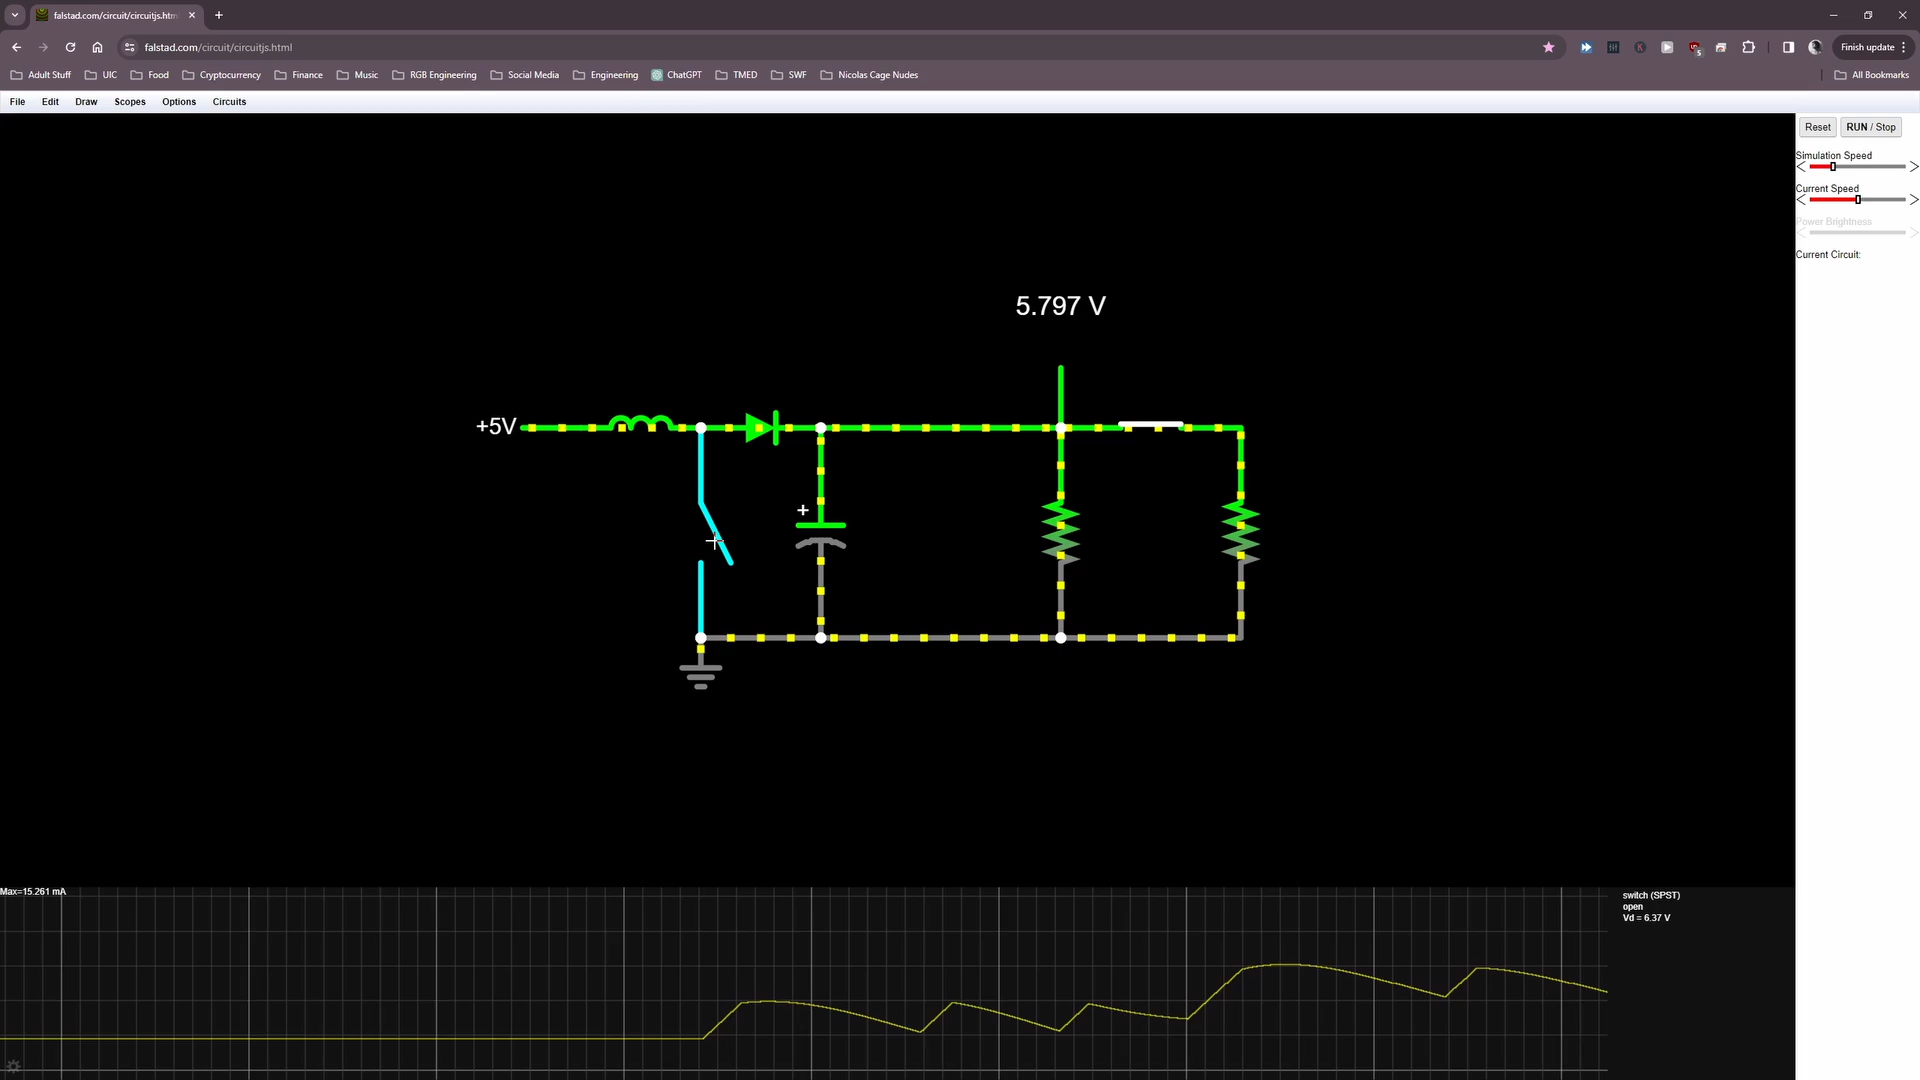 falstad.com/circuit/circuitjs.htm
falstad.com/circuit/circuitjs.html
Finish update
Adult Stuff UIC Food Cryptocurrency Finance Music RGB Engineering Social Media Engineering ChatGPT TMED SWF Nicolas Cage Nudes All Bookmarks
File Edit Draw Scopes Options Circuits
Reset RUN / Stop
Simulation Speed
Current Speed
Power Brightness
Current Circuit:
5.797 V
+5V
+
Max=15.261 mA
switch (SPST)
open
Vd = 6.37 V